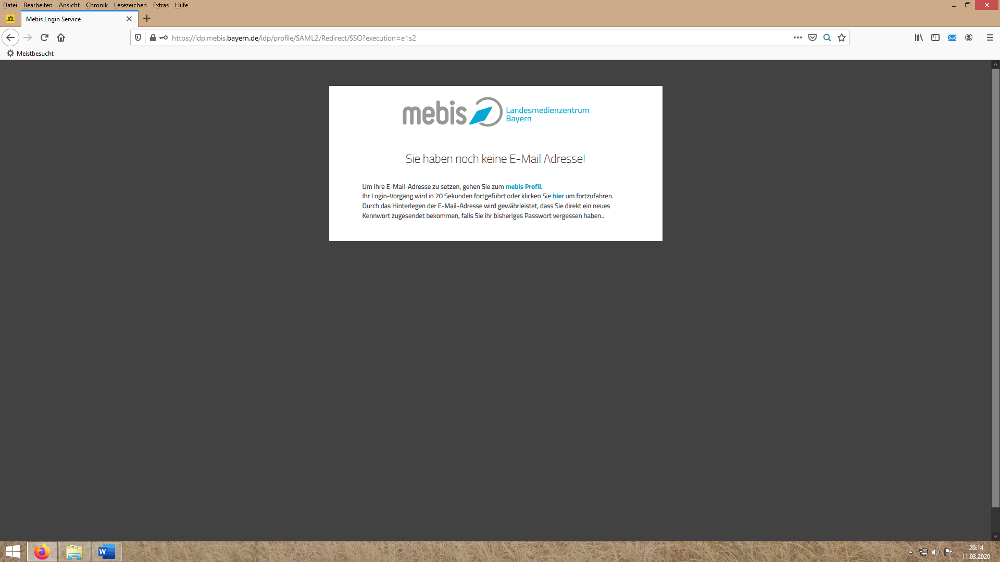 Datei Bearbeiten Ansicht Chronik Lesezeichen Extras Hilfe
Mebis Login Service
https://idp.mebis.bayern.de/idp/profile/SAML2/Redirect/SSO?execution=e1s2
Meistbesucht
mebis Landesmedienzentrum
Bayern
Sie haben noch keine E-Mail Adresse!
Um Ihre E-Mail-Adresse zu setzen, gehen Sie zum mebis Profil.
Ihr Login-Vorgang wird in 20 Sekunden fortgeführt oder klicken Sie hier um fortzufahren.
Durch das Hinterlegen der E-Mail-Adresse wird gewährleistet, dass Sie direkt ein neues
Kennwort zugesendet bekommen, falls Sie ihr bisheriges Passwort vergessen haben..
W
20:14
11.03.2020